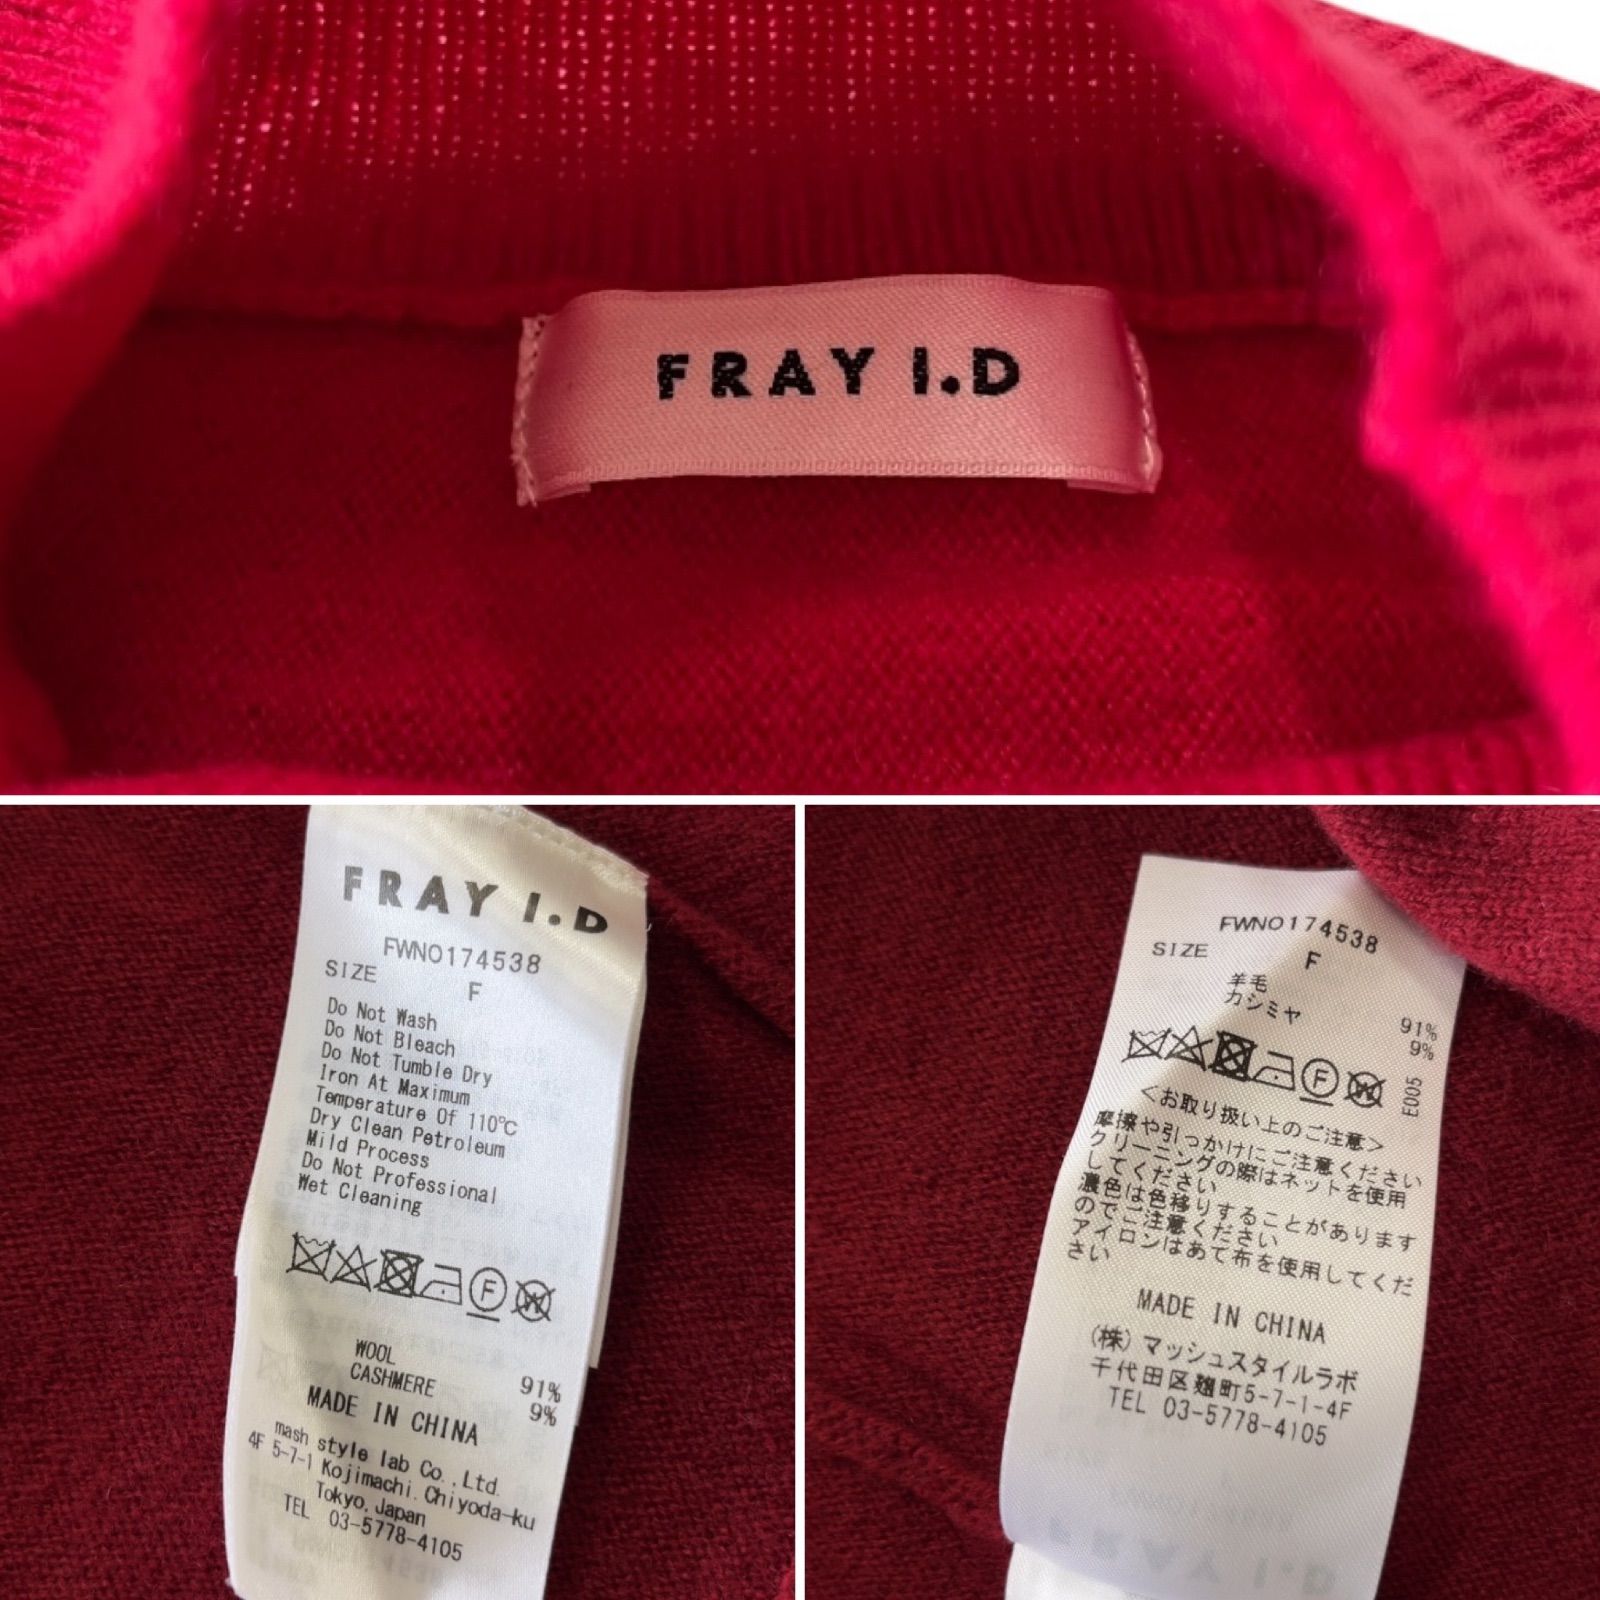 FRAY I.D
FRAY I.D
FWNO174538
SIZE
F
Do Not Wash
Do Not Bleach
Do Not Tumble Dry
Iron At Maximum
Temperature Of 110℃
Dry Clean Petroleum
Mild Process
Do Not Professional
Wet Cleaning
F W
WOOL 91%
CASHMERE 9%
MADE IN CHINA
mash style lab Co.,Ltd.
4F 5-7-1 Kojimachi, Chiyoda-ku
Tokyo, Japan
TEL 03-5778-4105
FWNO174538
SIZE
F
羊毛 91%
カシミヤ 9%
F W
E005
<お取り扱い上のご注意>
摩擦や引っかけにご注意ください
クリーニングの際はネットを使用
してください
濃色は色移りすることがあります
のでご注意ください
アイロンはあて布を使用してくだ
さい
MADE IN CHINA
(株) マッシュスタイルラボ
千代田区麹町5-7-1-4F
TEL 03-5778-4105
FRAY I.D